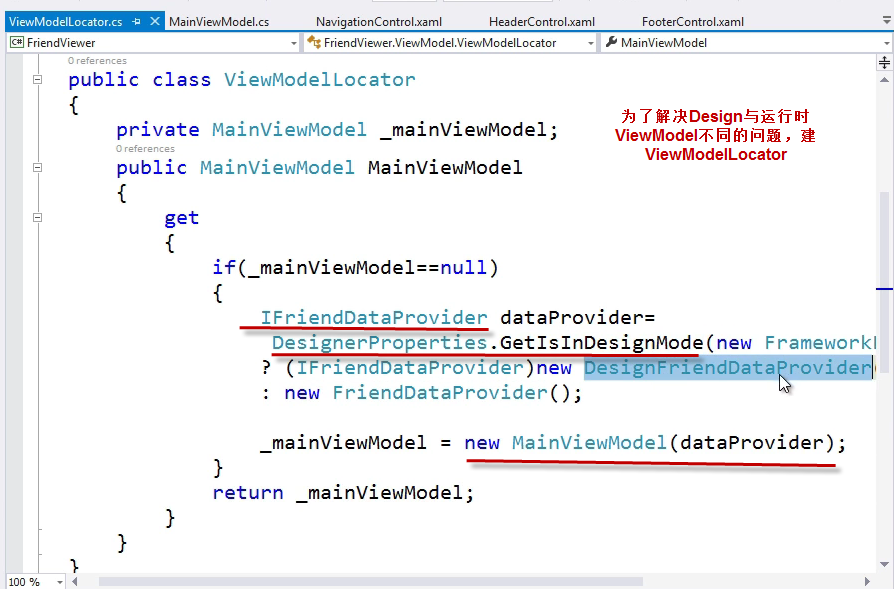 ViewModelLocator.cs MainViewModel.cs NavigationControl.xaml HeaderControl.xaml FooterControl.xaml
C# FriendViewer FriendViewer.ViewModel.ViewModelLocator MainViewModel
0 references
public class ViewModelLocator
{
private MainViewModel _mainViewModel;
0 references
public MainViewModel MainViewModel
{
get
{
if(_mainViewModel==null)
{
IFriendDataProvider dataProvider=
DesignerProperties.GetIsInDesignMode(new Framework
? (IFriendDataProvider)new DesignFriendDataProvider
: new FriendDataProvider();
_mainViewModel = new MainViewModel(dataProvider);
}
return _mainViewModel;
}
}
}
为了解决Design与运行时
ViewModel不同的问题，建
ViewModelLocator
100 %